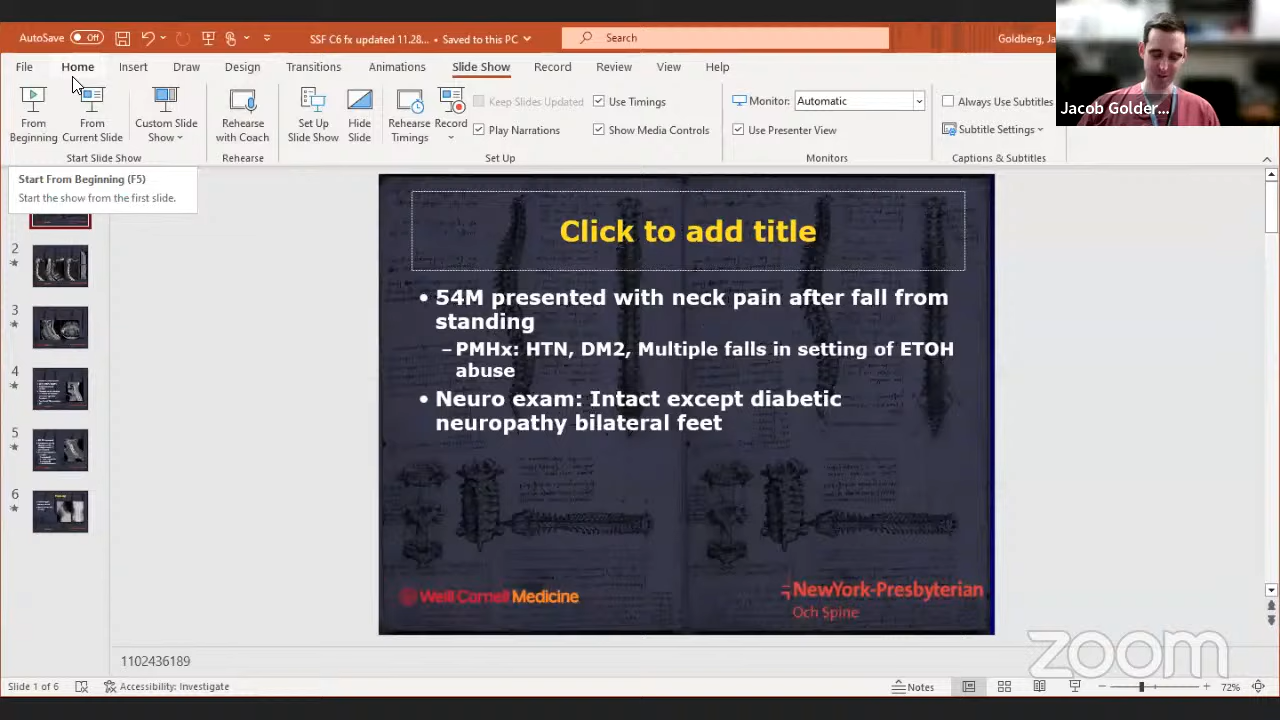 AutoSave Off SSF C6 fx updated 11.28... • Saved to this PC Search Goldberg, Ja
File Home Insert Draw Design Transitions Animations Slide Show Record Review View Help
From Beginning
From Current Slide
Custom Slide Show
Rehearse with Coach
Set Up Slide Show
Hide Slide
Rehearse Timings
Record
Keep Slides Updated
Play Narrations
Use Timings
Show Media Controls
Monitor: Automatic
Use Presenter View
Always Use Subtitles
Subtitle Settings
Start Slide Show Rehearse Set Up Monitors Captions & Subtitles
Jacob Golder...
Start From Beginning (F5)
Start the show from the first slide.
2
3
4
5
6
Click to add title
• 54M presented with neck pain after fall from
standing
– PMHx: HTN, DM2, Multiple falls in setting of ETOH
abuse
• Neuro exam: Intact except diabetic
neuropathy bilateral feet
Weill Cornell Medicine
NewYork-Presbyterian
Och Spine
zoom
1102436189
Slide 1 of 6 Accessibility: Investigate Notes 72%